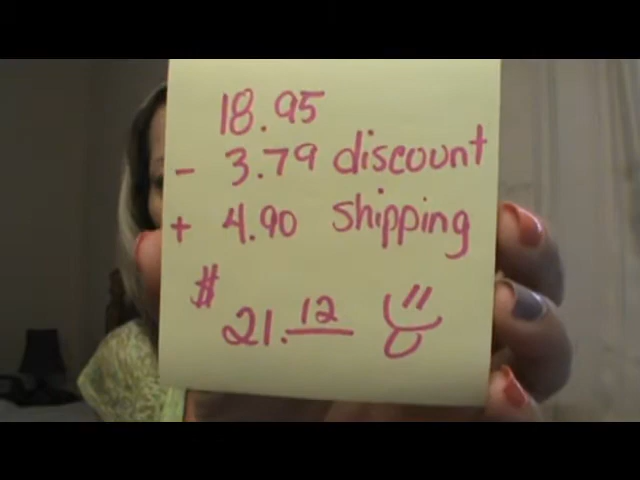 18.95
- 3.79 discount
+ 4.90 shipping
$ 21.12